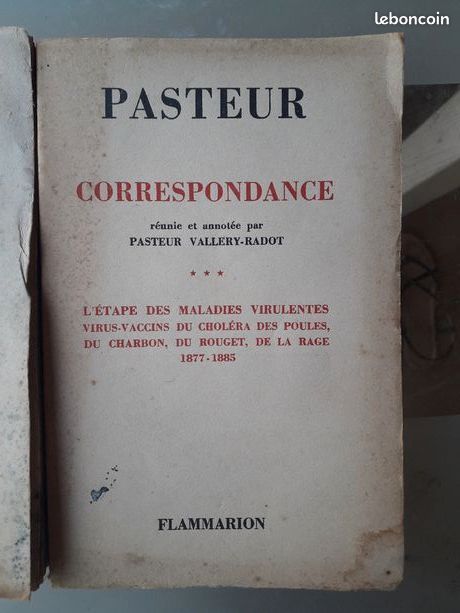 leboncoin
PASTEUR
CORRESPONDANCE
réunie et annotée par
PASTEUR VALLERY-RADOT
* * *
L'ÉTAPE DES MALADIES VIRULENTES
VIRUS-VACCINS DU CHOLÉRA DES POULES,
DU CHARBON, DU ROUGET, DE LA RAGE
1877-1885
FLAMMARION